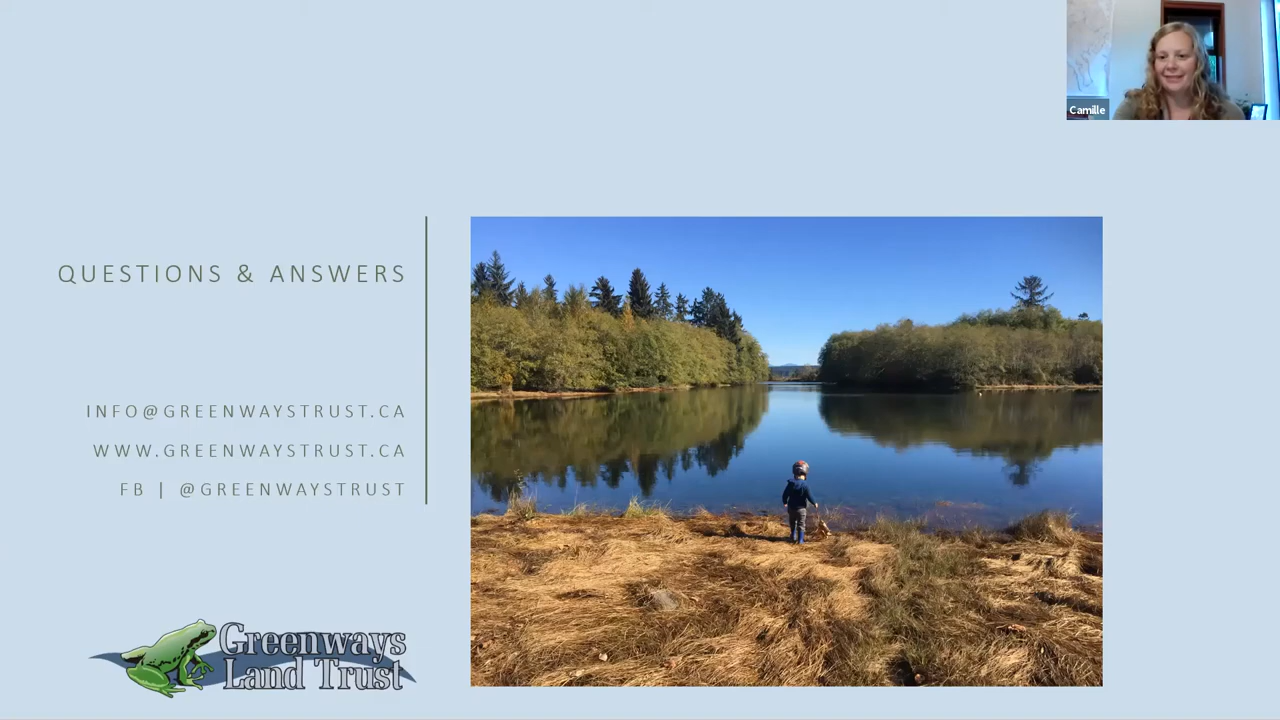 Camille
QUESTIONS & ANSWERS
INFO@GREENWAYSTRUST.CA
WWW.GREENWAYSTRUST.CA
FB | @GREENWAYSTRUST
Greenways
Land Trust